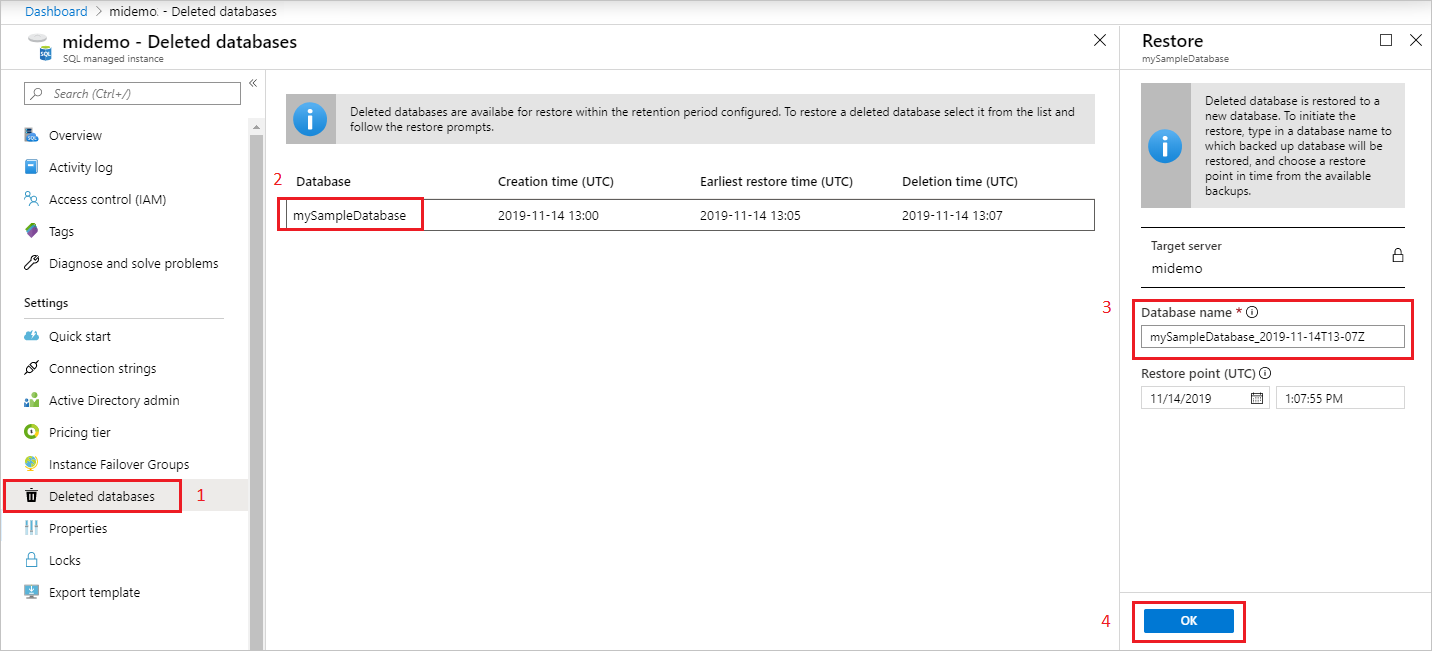 Dashboard > midemo. - Deleted databases
midemo - Deleted databases
SQL managed instance
Search (Ctrl+/)
«
Overview
Activity log
Access control (IAM)
Tags
Diagnose and solve problems
Settings
Quick start
Connection strings
Active Directory admin
Pricing tier
Instance Failover Groups
Deleted databases
1
Properties
Locks
Export template
Deleted databases are availabe for restore within the retention period configured. To restore a deleted database select it from the list and
follow the restore prompts.
2
Database Creation time (UTC) Earliest restore time (UTC) Deletion time (UTC)
mySampleDatabase 2019-11-14 13:00 2019-11-14 13:05 2019-11-14 13:07
Restore
mySampleDatabase
Deleted database is restored to a
new database. To initiate the
restore, type in a database name to
which backed up database will be
restored, and choose a restore
point in time from the available
backups.
Target server
midemo
3
Database name *
mySampleDatabase_2019-11-14T13-07Z
Restore point (UTC)
11/14/2019 1:07:55 PM
4
OK